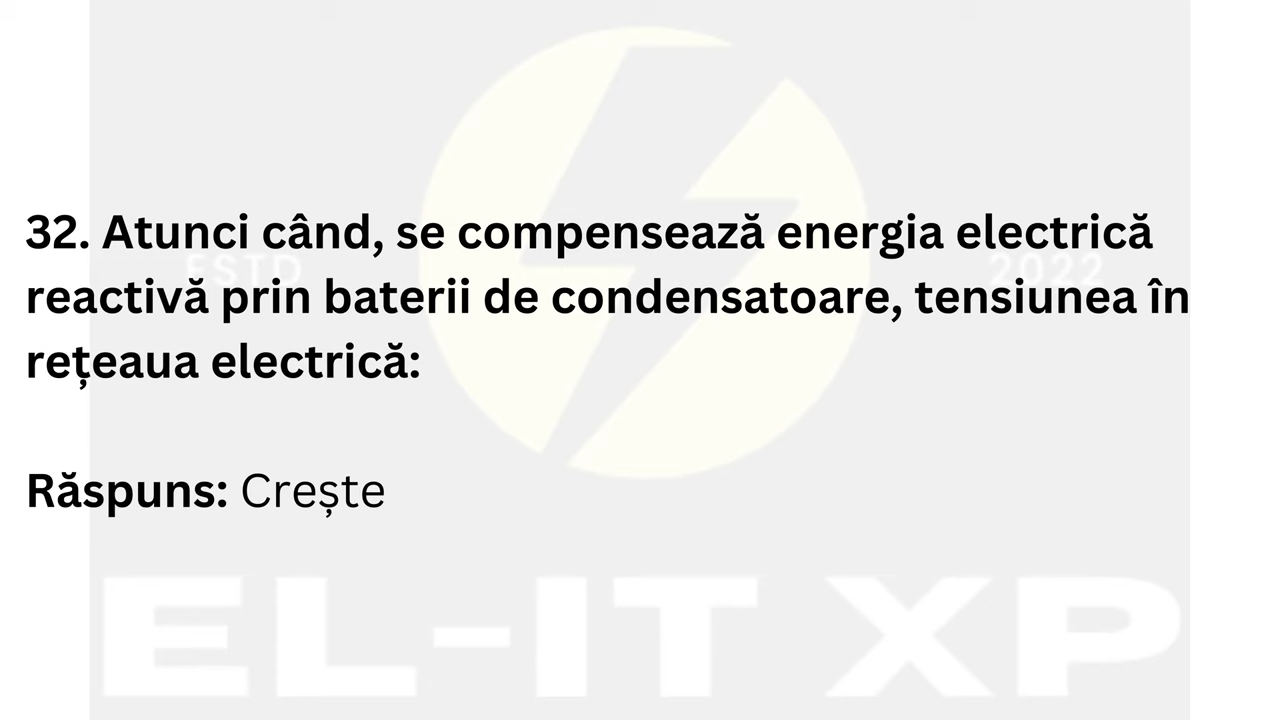 32. Atunci când, se compensează energia electrică
ESTD 2022
reactivă prin baterii de condensatoare, tensiunea în
rețeaua electrică:
Răspuns: Crește
EL-IT XP